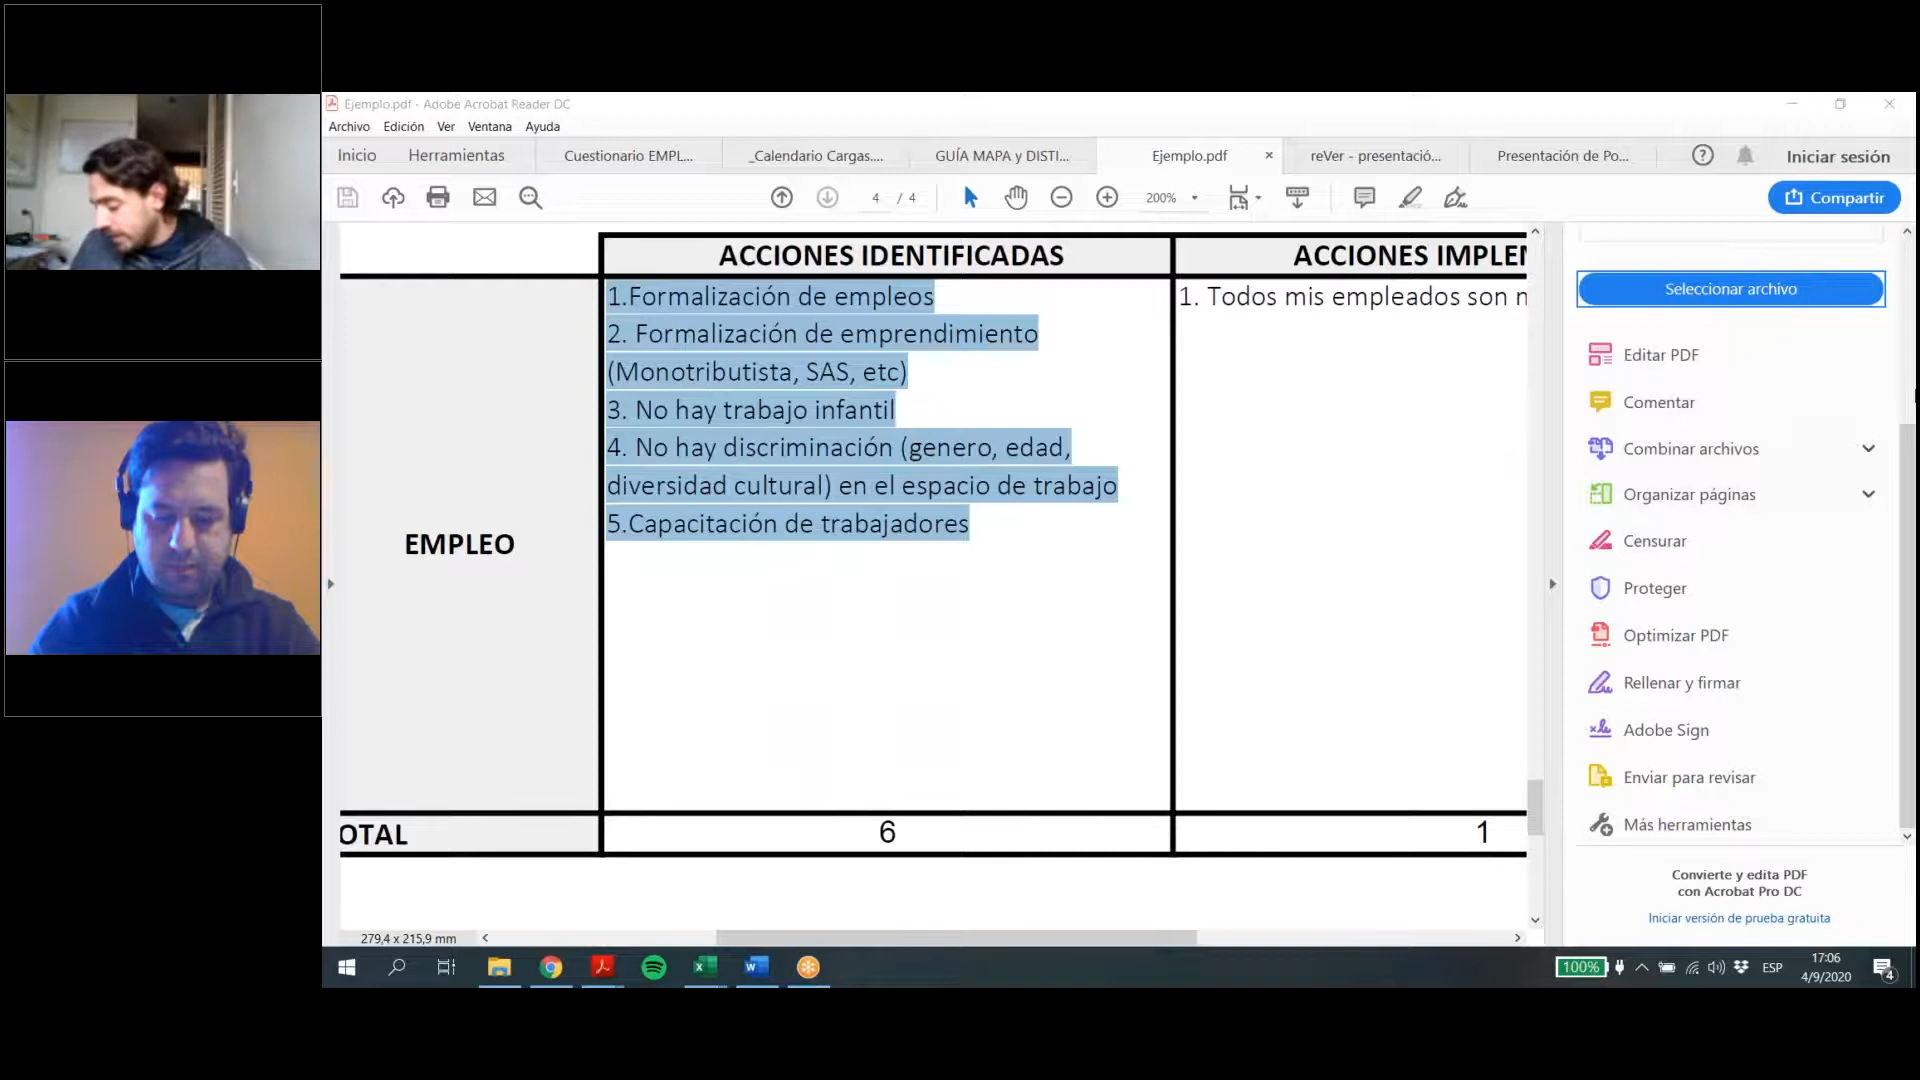 Ejemplo.pdf - Adobe Acrobat Reader DC
Archivo Edición Ver Ventana Ayuda
Inicio Herramientas Cuestionario EMPL... _Calendario Cargas.... GUÍA MAPA y DISTI... Ejemplo.pdf × reVer - presentació... Presentación de Po... Iniciar sesión
4 / 4 200% Compartir
ACCIONES IDENTIFICADAS
ACCIONES IMPLEM
1.Formalización de empleos
2. Formalización de emprendimiento
(Monotributista, SAS, etc)
3. No hay trabajo infantil
4. No hay discriminación (genero, edad,
diversidad cultural) en el espacio de trabajo
5.Capacitación de trabajadores
1. Todos mis empleados son
EMPLEO
OTAL 6 1
279,4 x 215,9 mm
Seleccionar archivo
Editar PDF
Comentar
Combinar archivos
Organizar páginas
Censurar
Proteger
Optimizar PDF
Rellenar y firmar
Adobe Sign
Enviar para revisar
Más herramientas
Convierte y edita PDF
con Acrobat Pro DC
Iniciar versión de prueba gratuita
100% ESP 17:06
4/9/2020
4